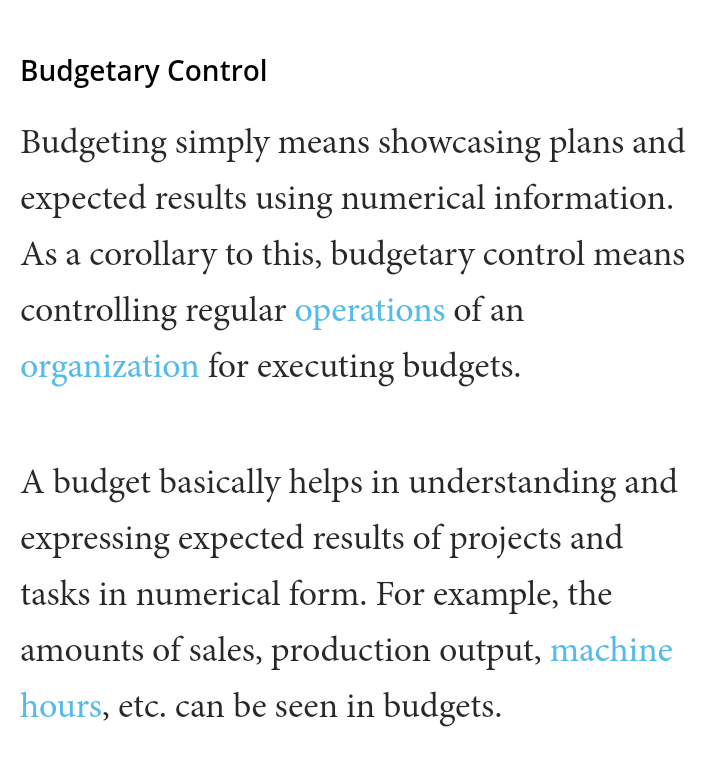 Budgetary Control
Budgeting simply means showcasing plans and
expected results using numerical information.
As a corollary to this, budgetary control means
controlling regular operations of an
organization for executing budgets.
A budget basically helps in understanding and
expressing expected results of projects and
tasks in numerical form. For example, the
amounts of sales, production output, machine
hours, etc. can be seen in budgets.